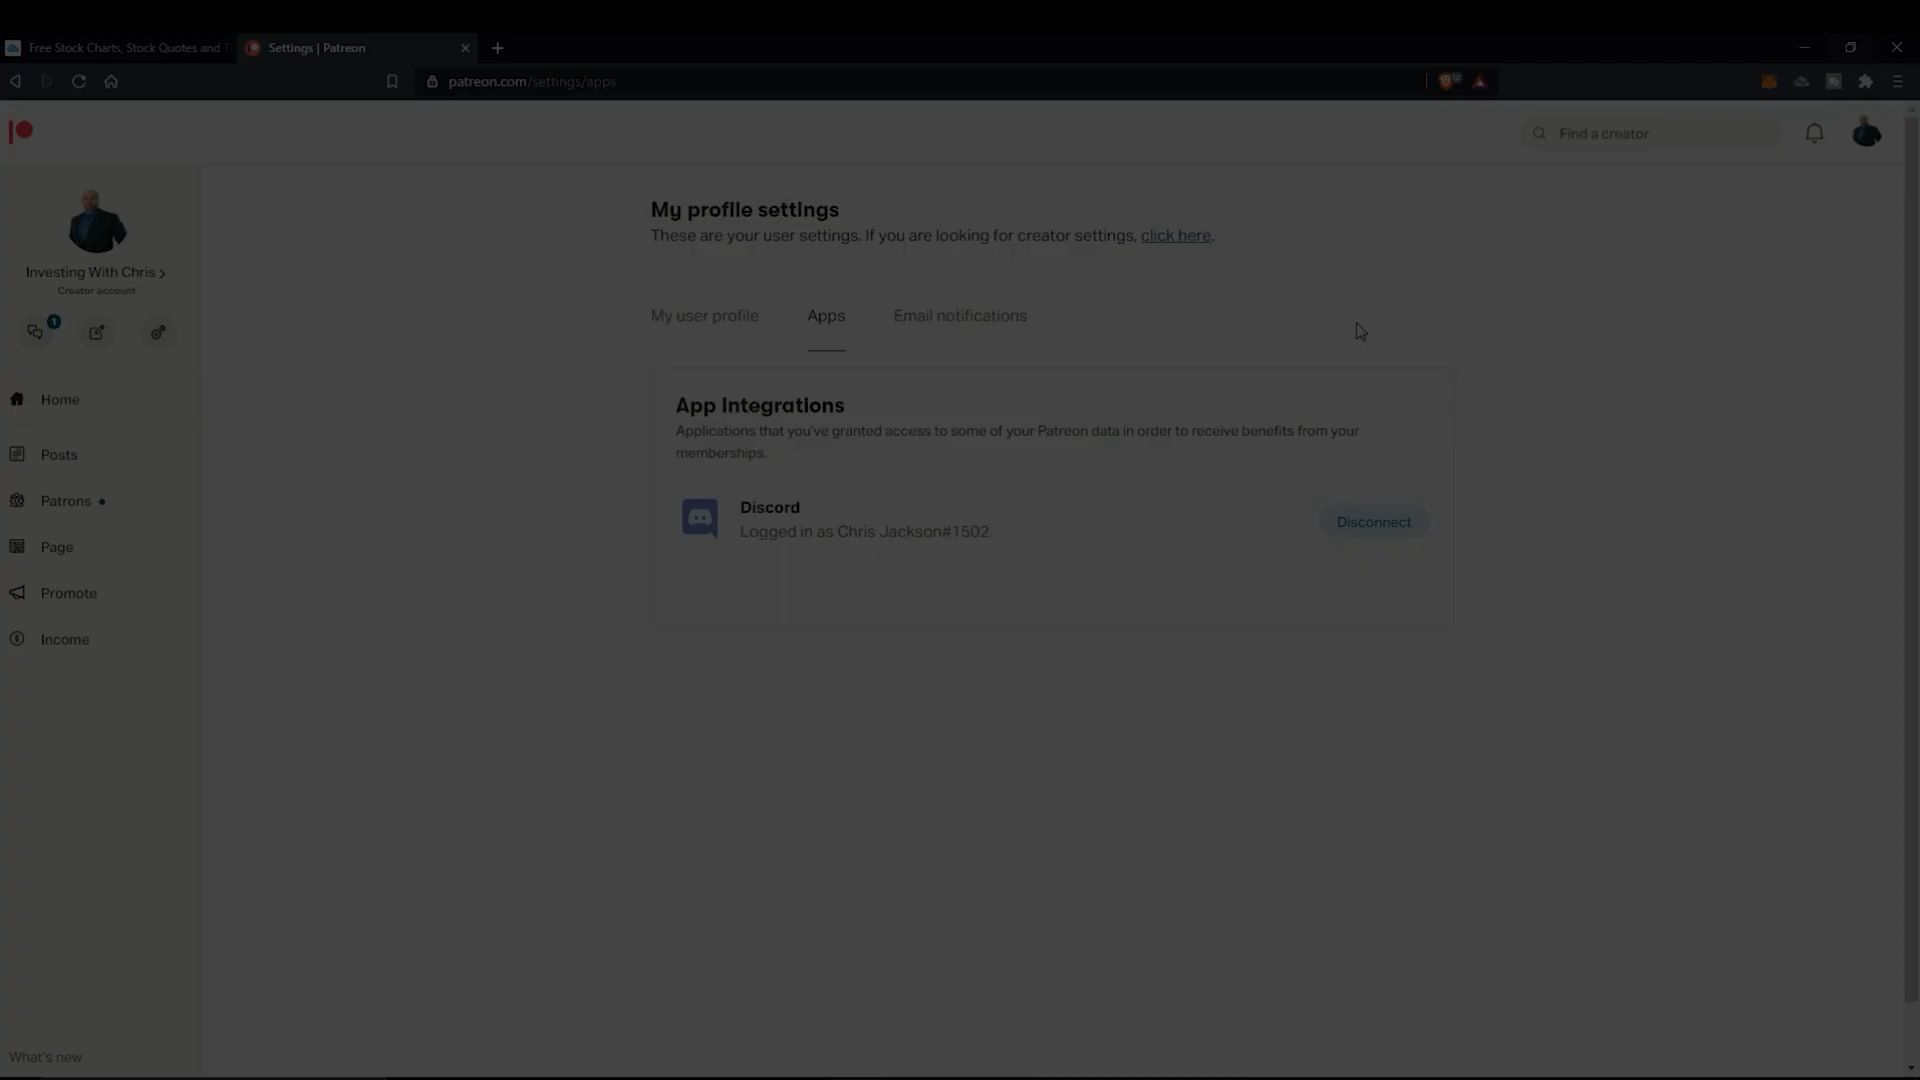 Free Stock Charts, Stock Quotes and T
Settings | Patreon
patreon.com/settings/apps
Find a creator
My profile settings
These are your user settings. If you are looking for creator settings, click here.
Investing With Chris
Creator account
1
My user profile
Apps
Email notifications
Home
App Integrations
Applications that you've granted access to some of your Patreon data in order to receive benefits from your
memberships.
Posts
Patrons
Discord
Logged in as Chris Jackson#1502
Disconnect
Page
Promote
Income
What's new